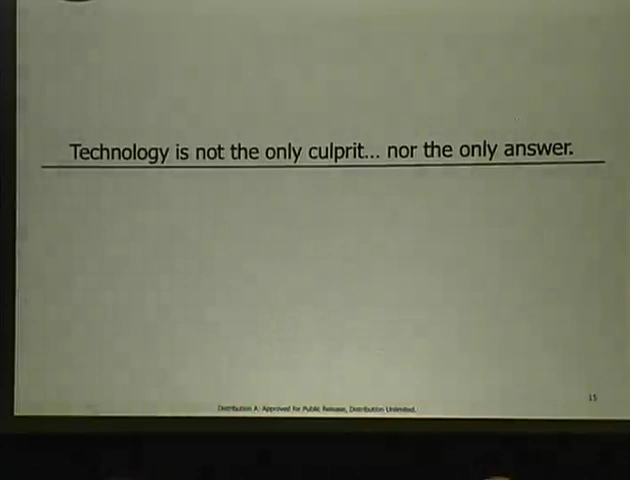 Technology is not the only culprit... nor the only answer.
Distribution A: Approved for Public Release, Distribution Unlimited.
15